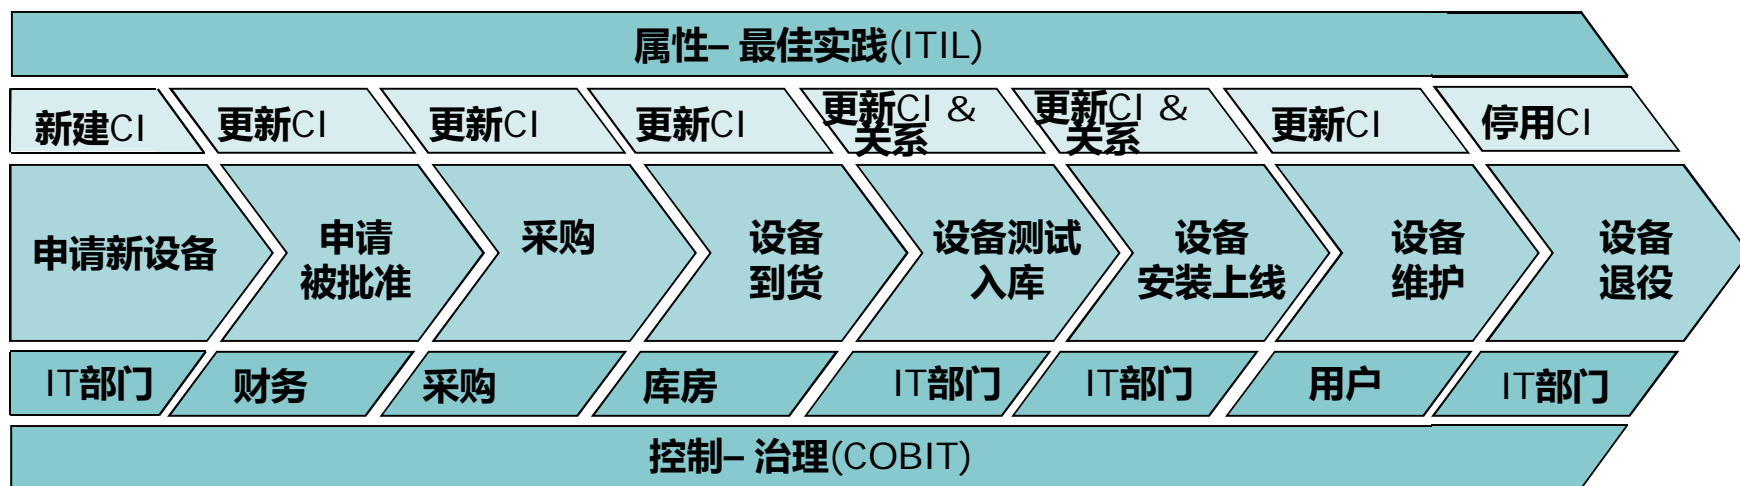 属性– 最佳实践(ITIL)
新建CI
更新CI
更新CI
更新CI
更新CI &
关系
更新CI &
关系
更新CI
停用CI
申请新设备
申请
被批准
采购
设备
到货
设备测试
入库
设备
安装上线
设备
维护
设备
退役
IT部门
财务
采购
库房
IT部门
IT部门
用户
IT部门
控制– 治理(COBIT)